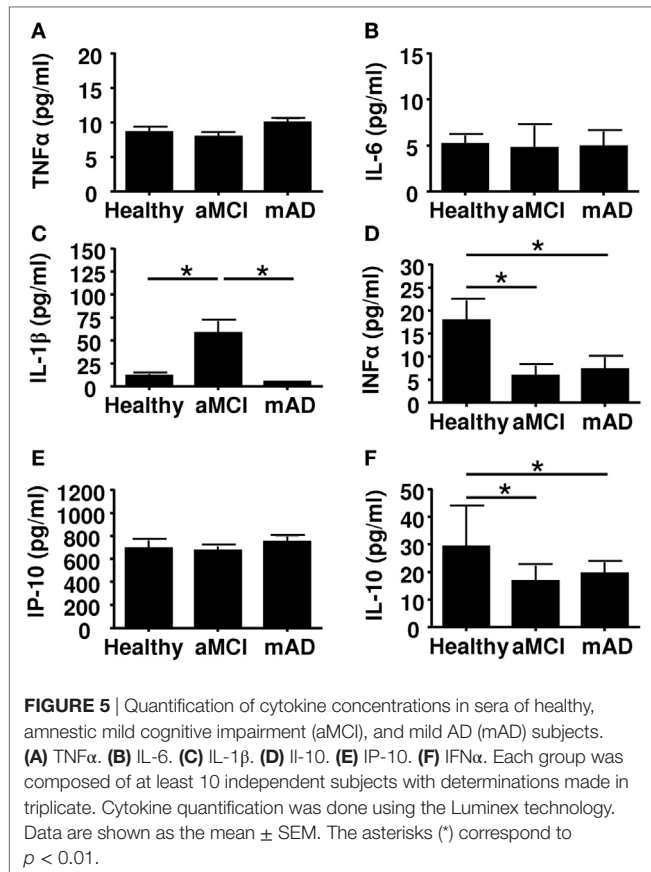 A
TNFα (pg/ml)
20
15
10
5
0
Healthy aMCI mAD
B
IL-6 (pg/ml)
15
10
5
0
Healthy aMCI mAD
C
IL-1β (pg/ml)
150
125
100
75
50
25
0
* *
Healthy aMCI mAD
D
INFα (pg/ml)
30
25
20
15
10
5
0
*
*
Healthy aMCI mAD
E
IP-10 (pg/ml)
1200
1000
800
600
400
200
0
Healthy aMCI mAD
F
IL-10 (pg/ml)
50
40
30
20
10
0
*
*
Healthy aMCI mAD
FIGURE 5 | Quantification of cytokine concentrations in sera of healthy,
amnestic mild cognitive impairment (aMCI), and mild AD (mAD) subjects.
(A) TNFα. (B) IL-6. (C) IL-1β. (D) Il-10. (E) IP-10. (F) IFNα. Each group was
composed of at least 10 independent subjects with determinations made in
triplicate. Cytokine quantification was done using the Luminex technology.
Data are shown as the mean ± SEM. The asterisks (*) correspond to
p < 0.01.